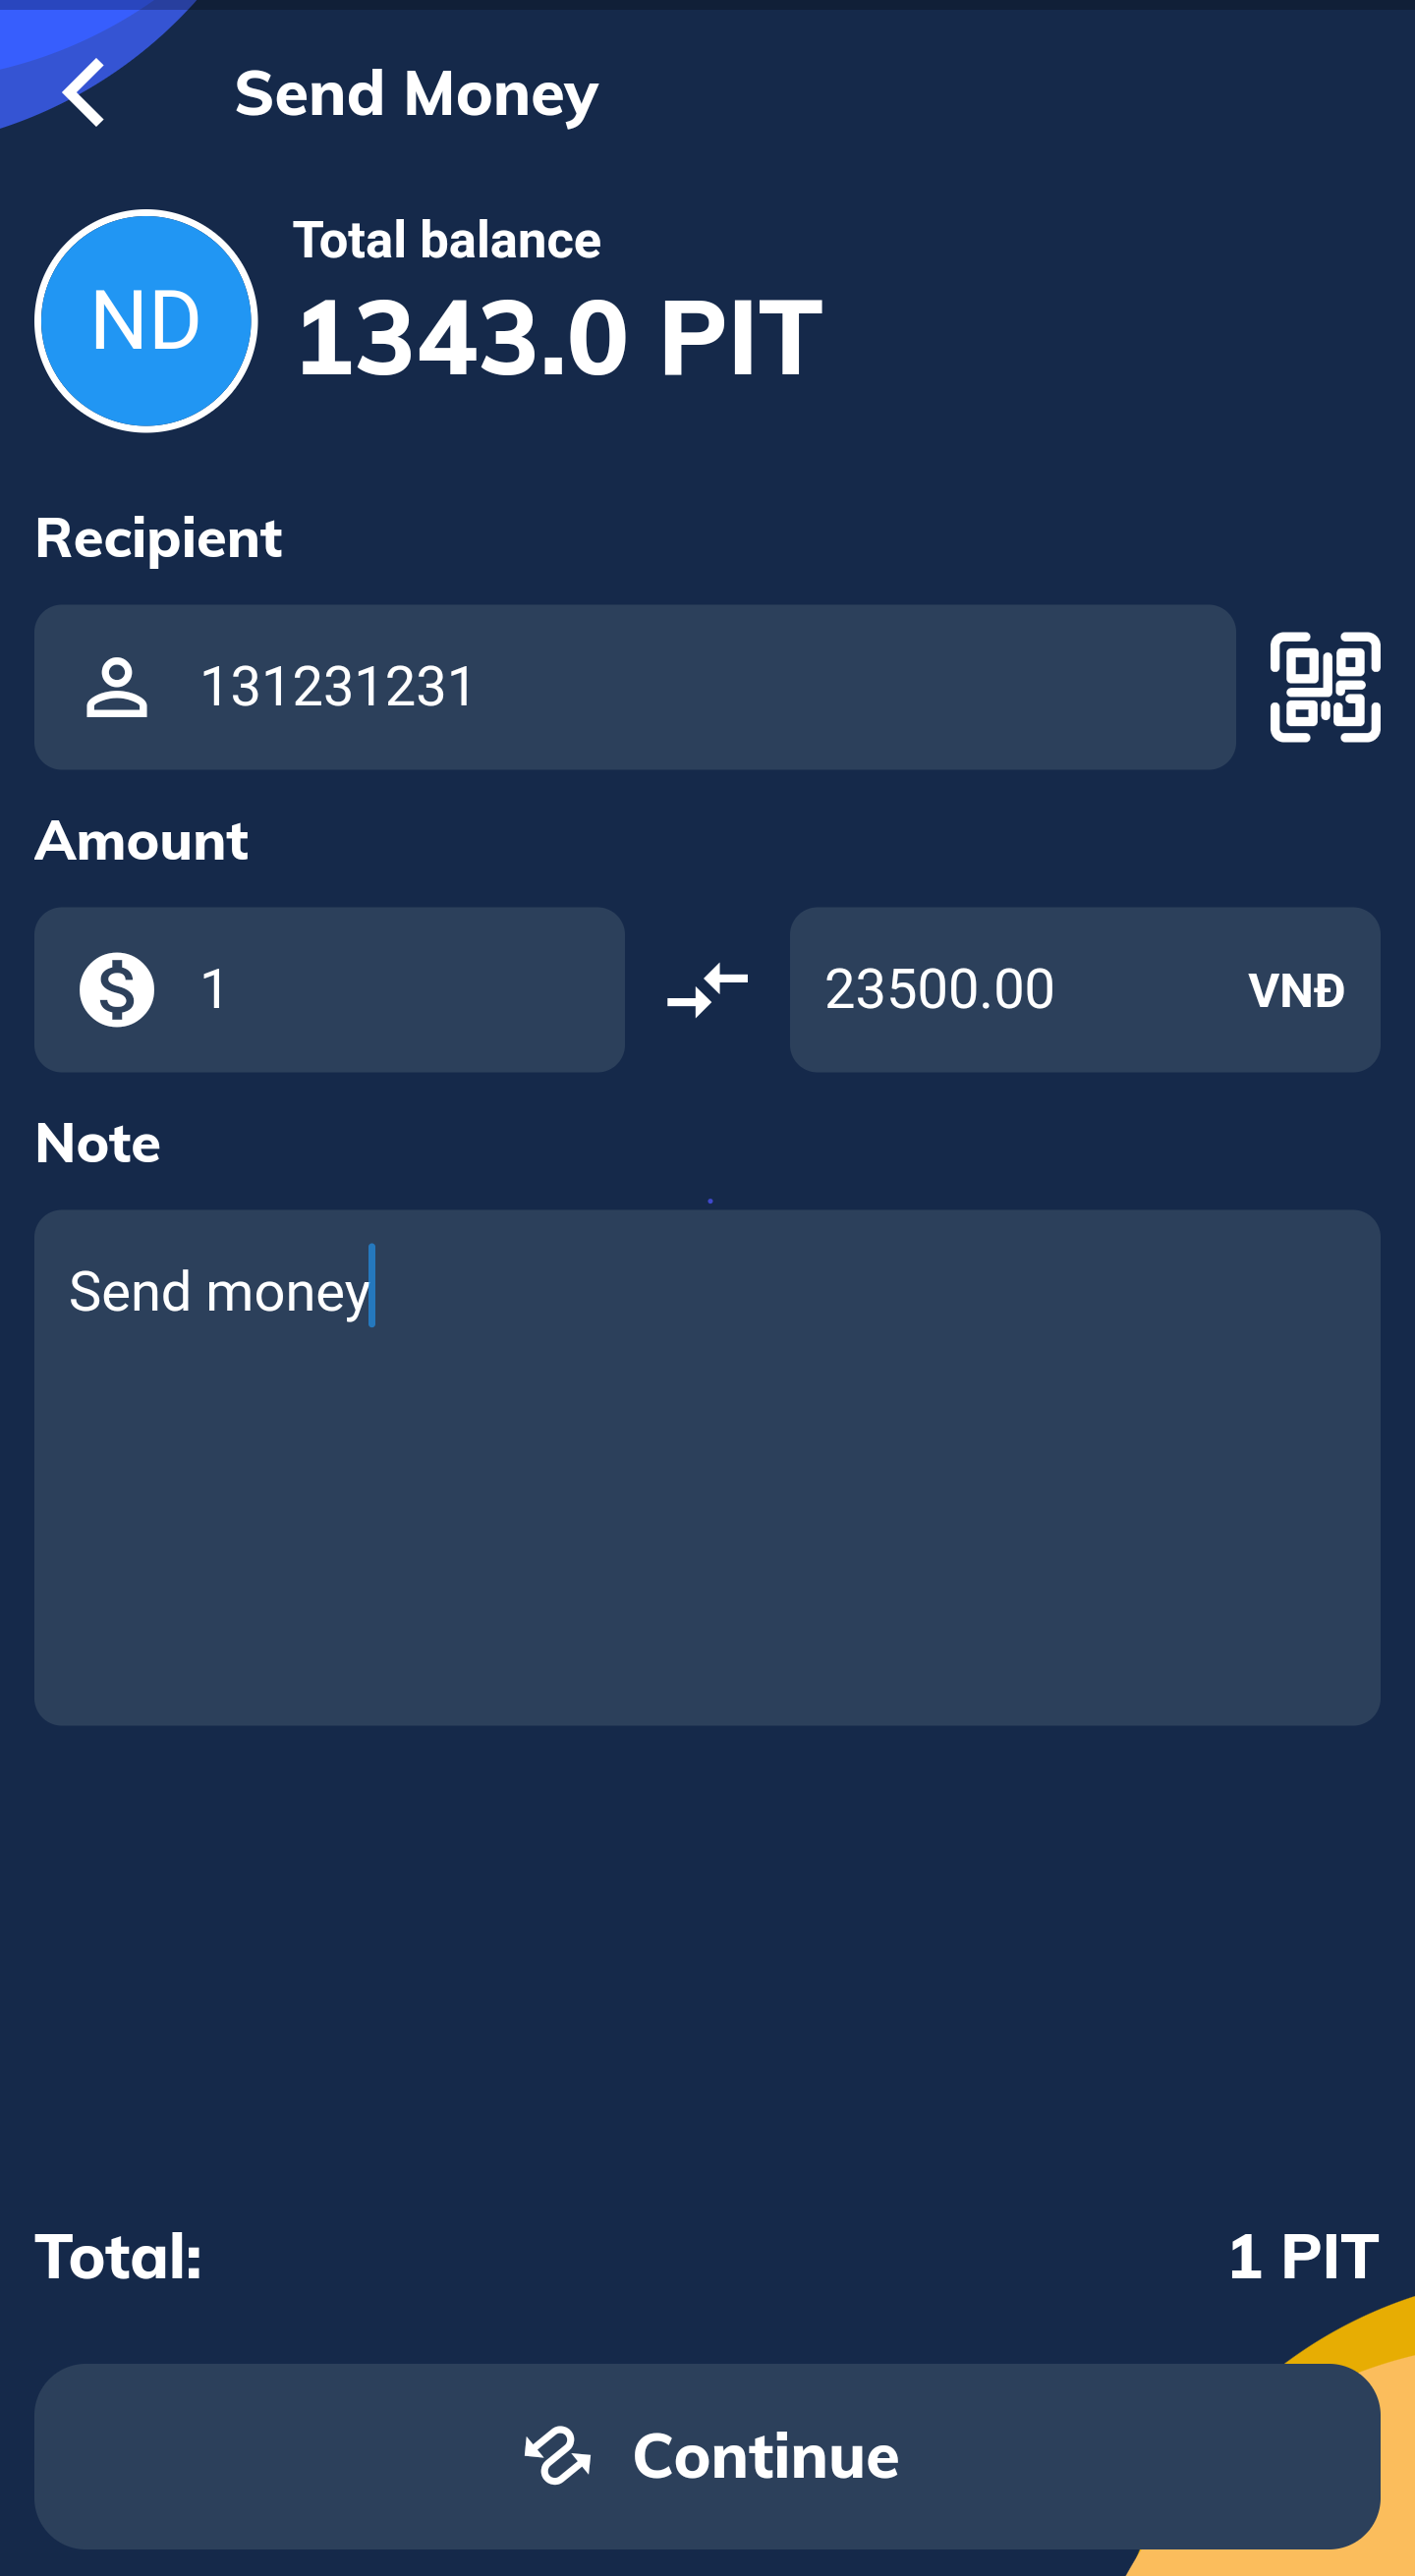 Send Money
ND
Total balance
1343.0 PIT
Recipient
131231231
Amount
1
23500.00 VNĐ
Note
Send money
Total: 1 PIT
Continue